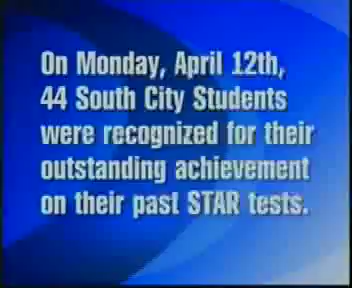 On Monday, April 12th,
44 South City Students
were recognized for their
outstanding achievement
on their past STAR tests.